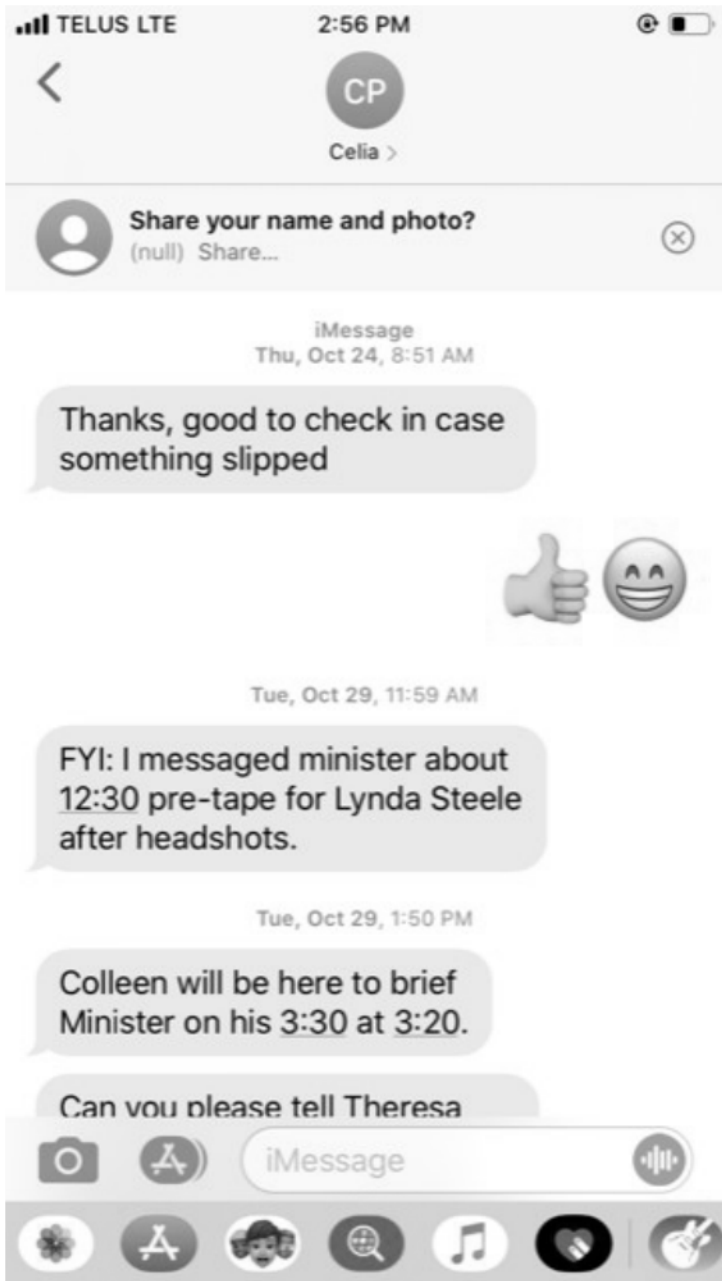 TELUS LTE 2:56 PM
CP
Celia >
Share your name and photo?
(null) Share...
iMessage
Thu, Oct 24, 8:51 AM
Thanks, good to check in case
something slipped
Tue, Oct 29, 11:59 AM
FYI: I messaged minister about
12:30 pre-tape for Lynda Steele
after headshots.
Tue, Oct 29, 1:50 PM
Colleen will be here to brief
Minister on his 3:30 at 3:20.
Can you please tell Theresa
iMessage